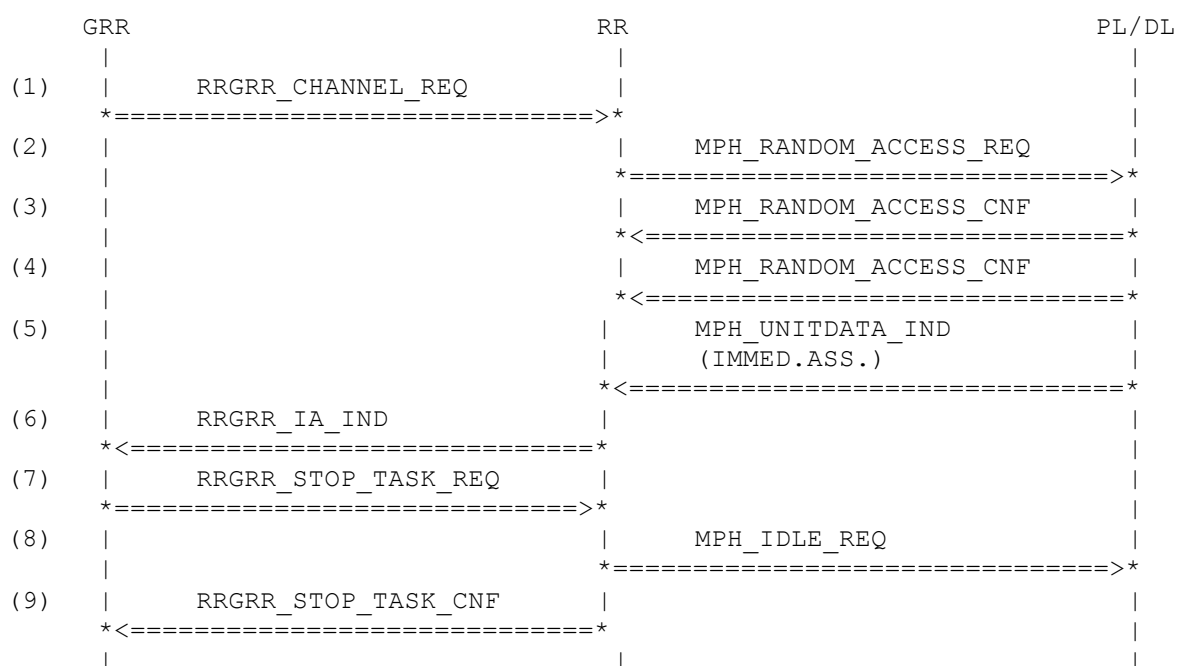 GRR RR PL/DL
(1) RRGRR_CHANNEL_REQ
(2) MPH_RANDOM_ACCESS_REQ
(3) MPH_RANDOM_ACCESS_CNF
(4) MPH_RANDOM_ACCESS_CNF
(5) MPH_UNITDATA_IND
(IMMED.ASS.)
(6) RRGRR_IA_IND
(7) RRGRR_STOP_TASK_REQ
(8) MPH_IDLE_REQ
(9) RRGRR_STOP_TASK_CNF